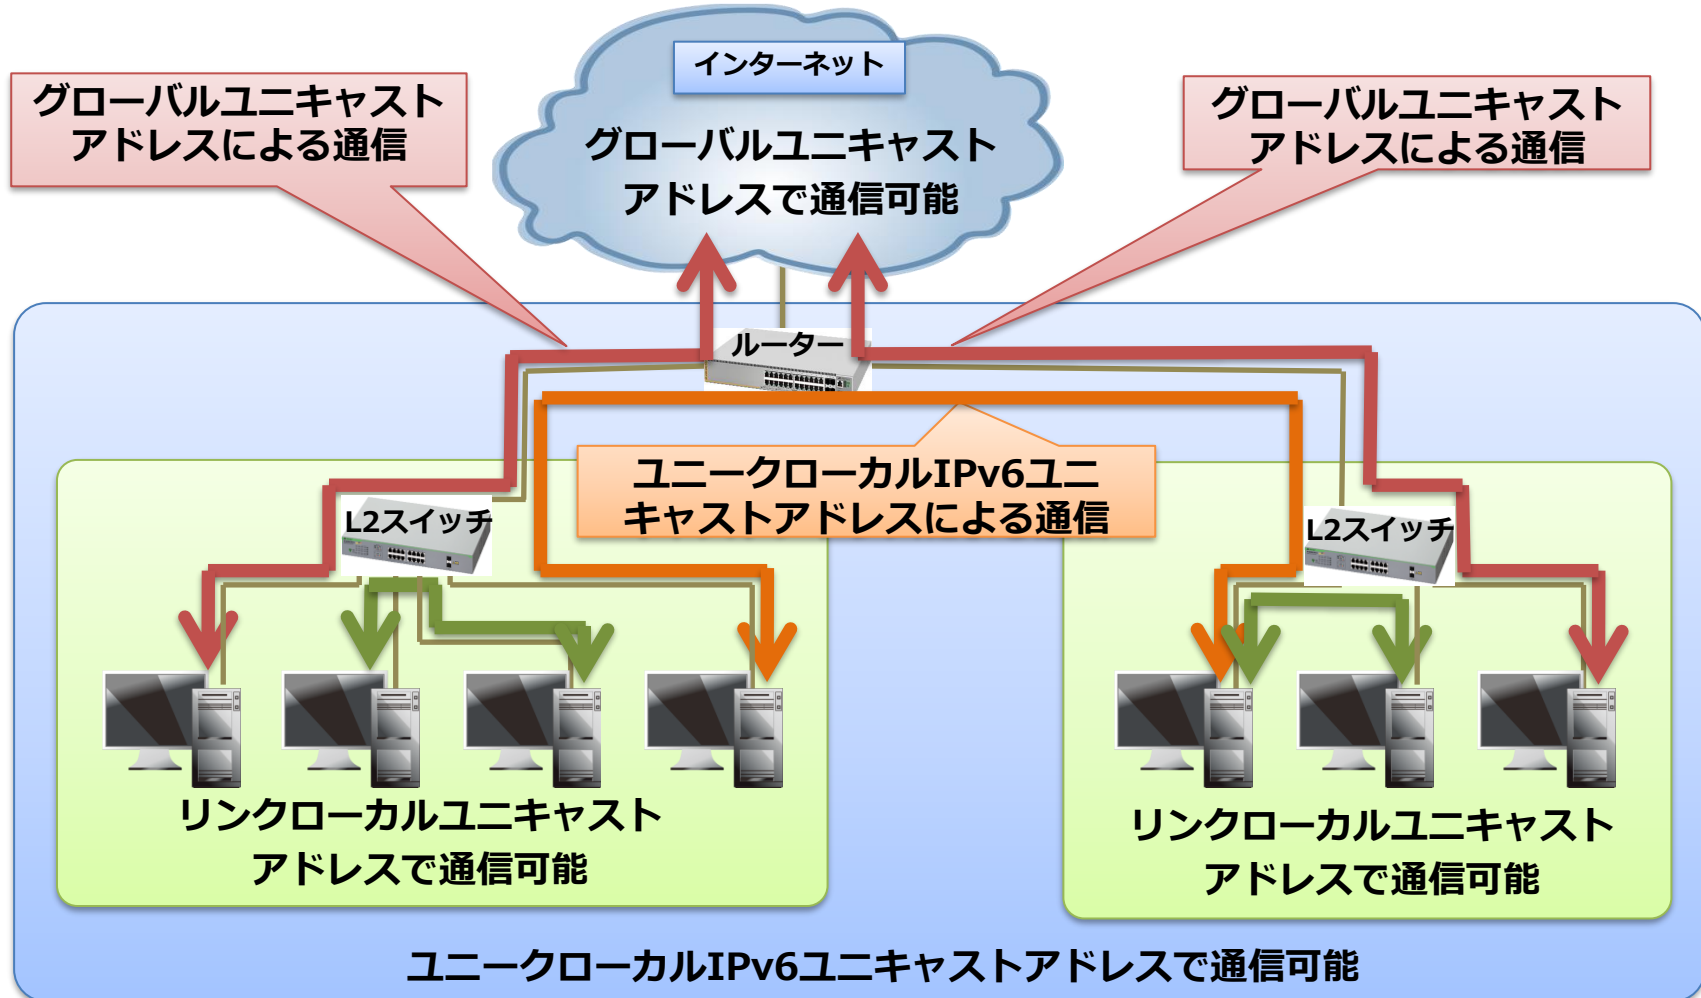 インターネット
グローバルユニキャスト
アドレスによる通信
グローバルユニキャスト
アドレスで通信可能
グローバルユニキャスト
アドレスによる通信
ルーター
ユニークローカルIPv6ユニ
キャストアドレスによる通信
L2スイッチ
L2スイッチ
リンクローカルユニキャスト
アドレスで通信可能
リンクローカルユニキャスト
アドレスで通信可能
ユニークローカルIPv6ユニキャストアドレスで通信可能